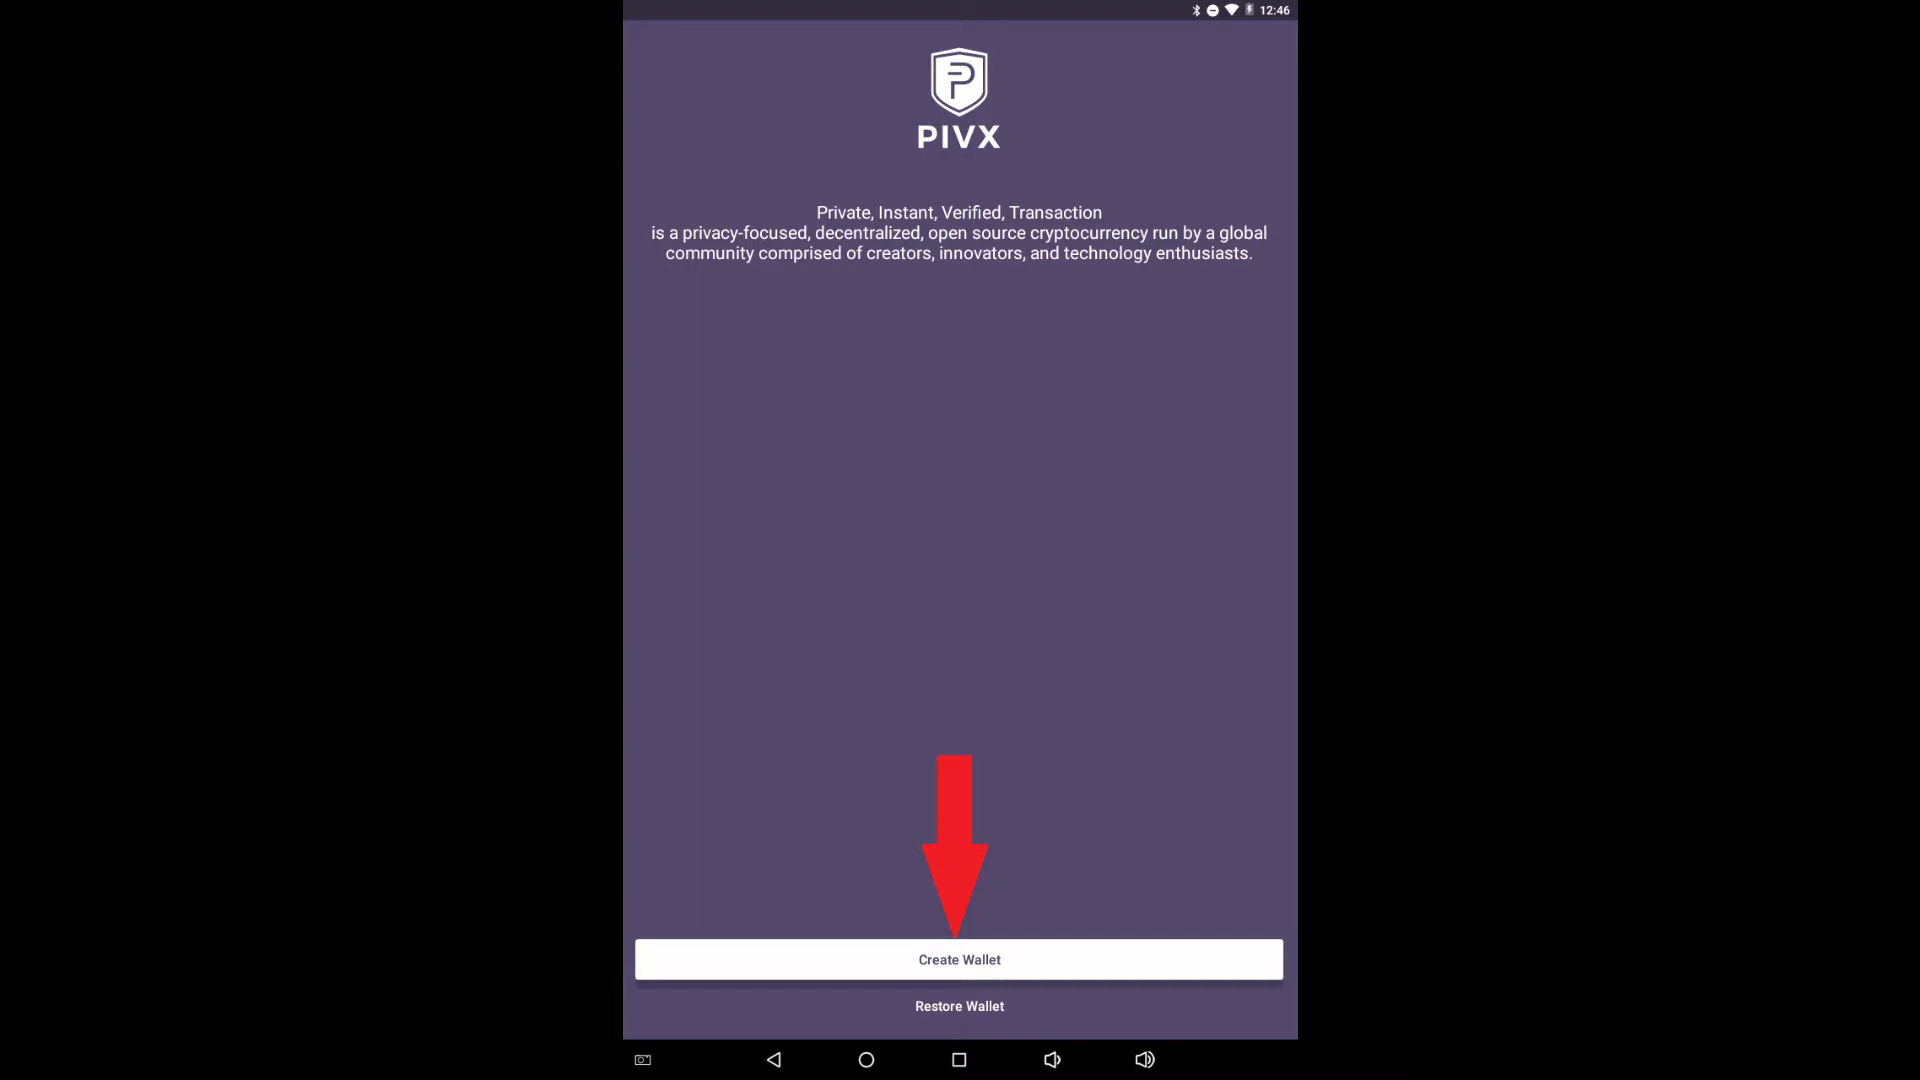 12:46
PIVX
Private, Instant, Verified, Transaction
is a privacy-focused, decentralized, open source cryptocurrency run by a global
community comprised of creators, innovators, and technology enthusiasts.
Create Wallet
Restore Wallet